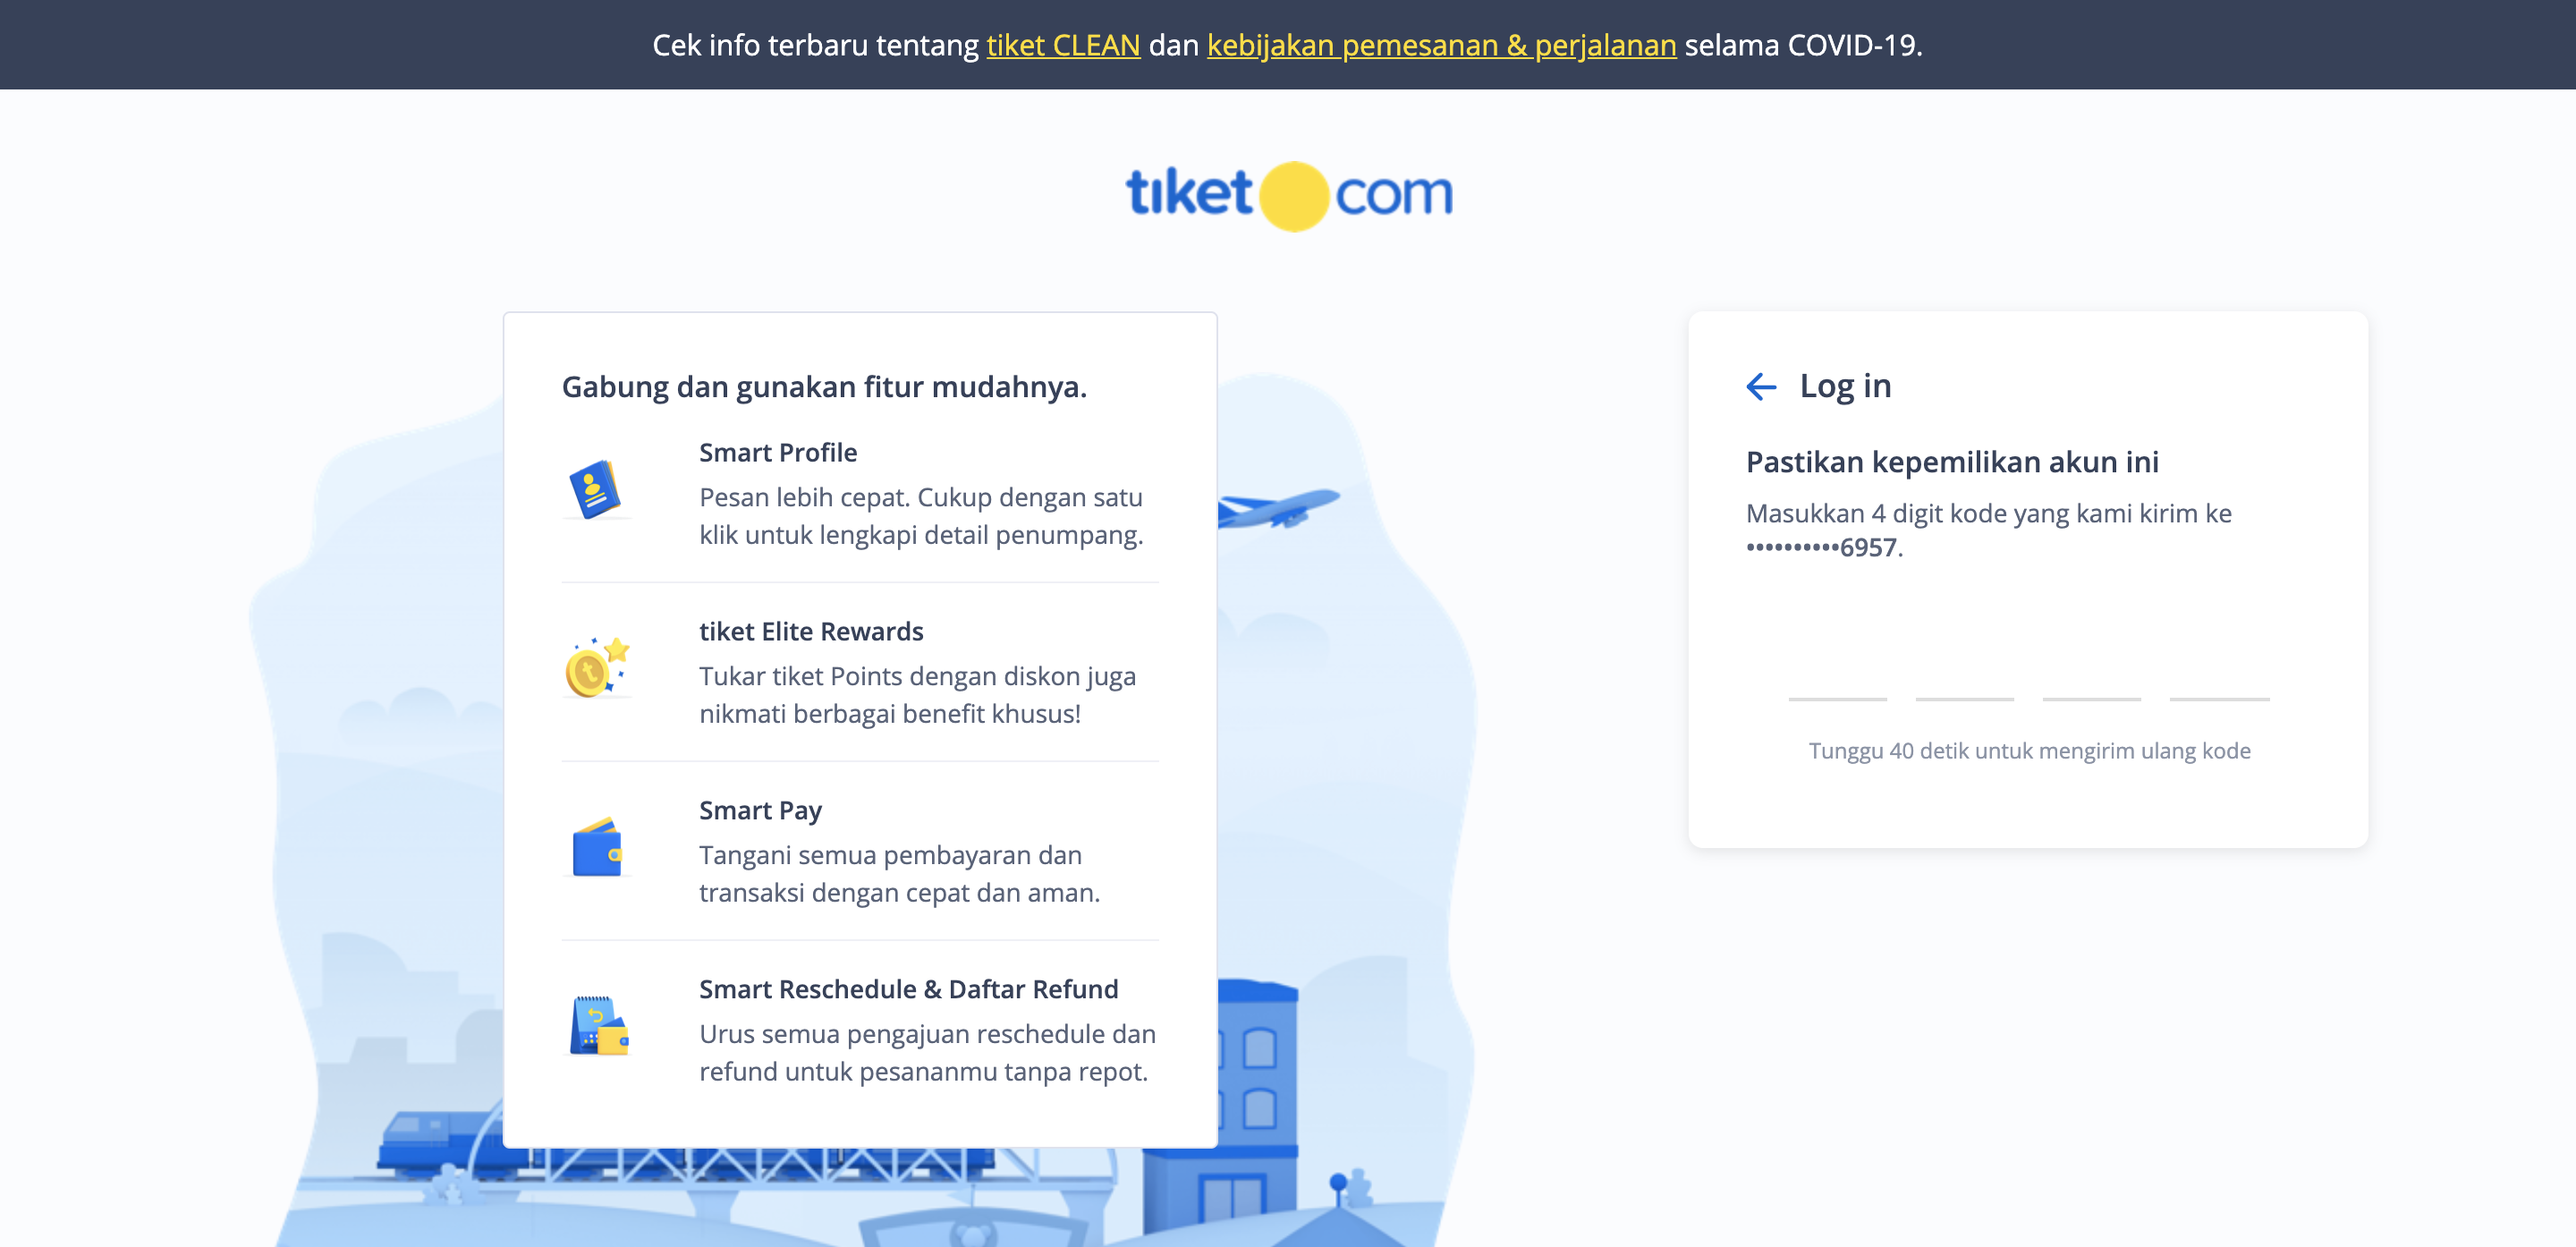 Cek info terbaru tentang tiket CLEAN dan kebijakan pemesanan & perjalanan selama COVID-19.
tiket com
Gabung dan gunakan fitur mudahnya.
Smart Profile
Pesan lebih cepat. Cukup dengan satu
klik untuk lengkapi detail penumpang.
tiket Elite Rewards
Tukar tiket Points dengan diskon juga
nikmati berbagai benefit khusus!
Smart Pay
Tangani semua pembayaran dan
transaksi dengan cepat dan aman.
Smart Reschedule & Daftar Refund
Urus semua pengajuan reschedule dan
refund untuk pesananmu tanpa repot.
Log in
Pastikan kepemilikan akun ini
Masukkan 4 digit kode yang kami kirim ke
••••••••••6957.
Tunggu 40 detik untuk mengirim ulang kode